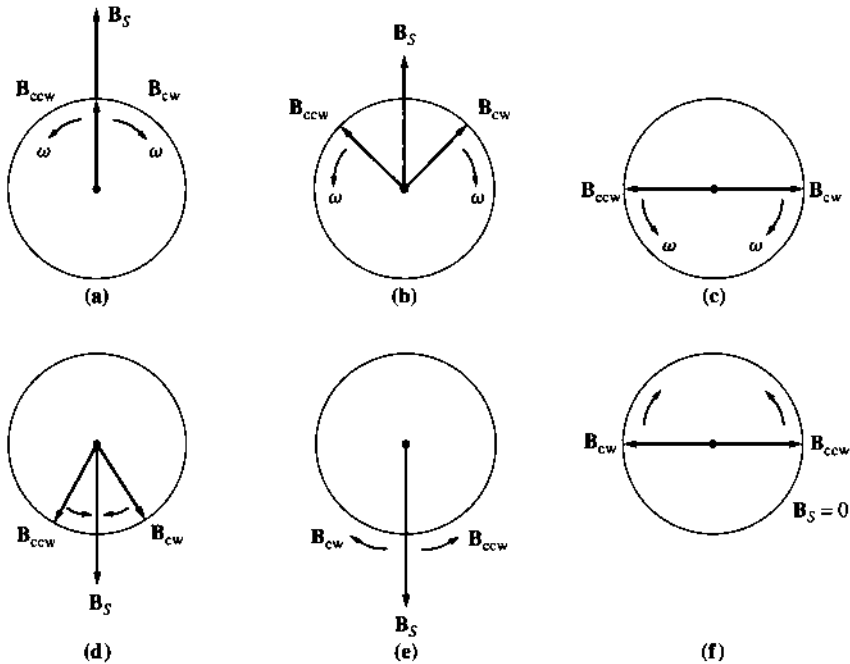 B_S
B_ccw B_cw
ω ω
(a)
B_S
B_ccw B_cw
ω ω
(b)
B_ccw B_cw
ω ω
(c)
B_ccw B_cw
B_S
(d)
B_cw B_ccw
B_S
(e)
B_cw B_ccw
B_S = 0
(f)